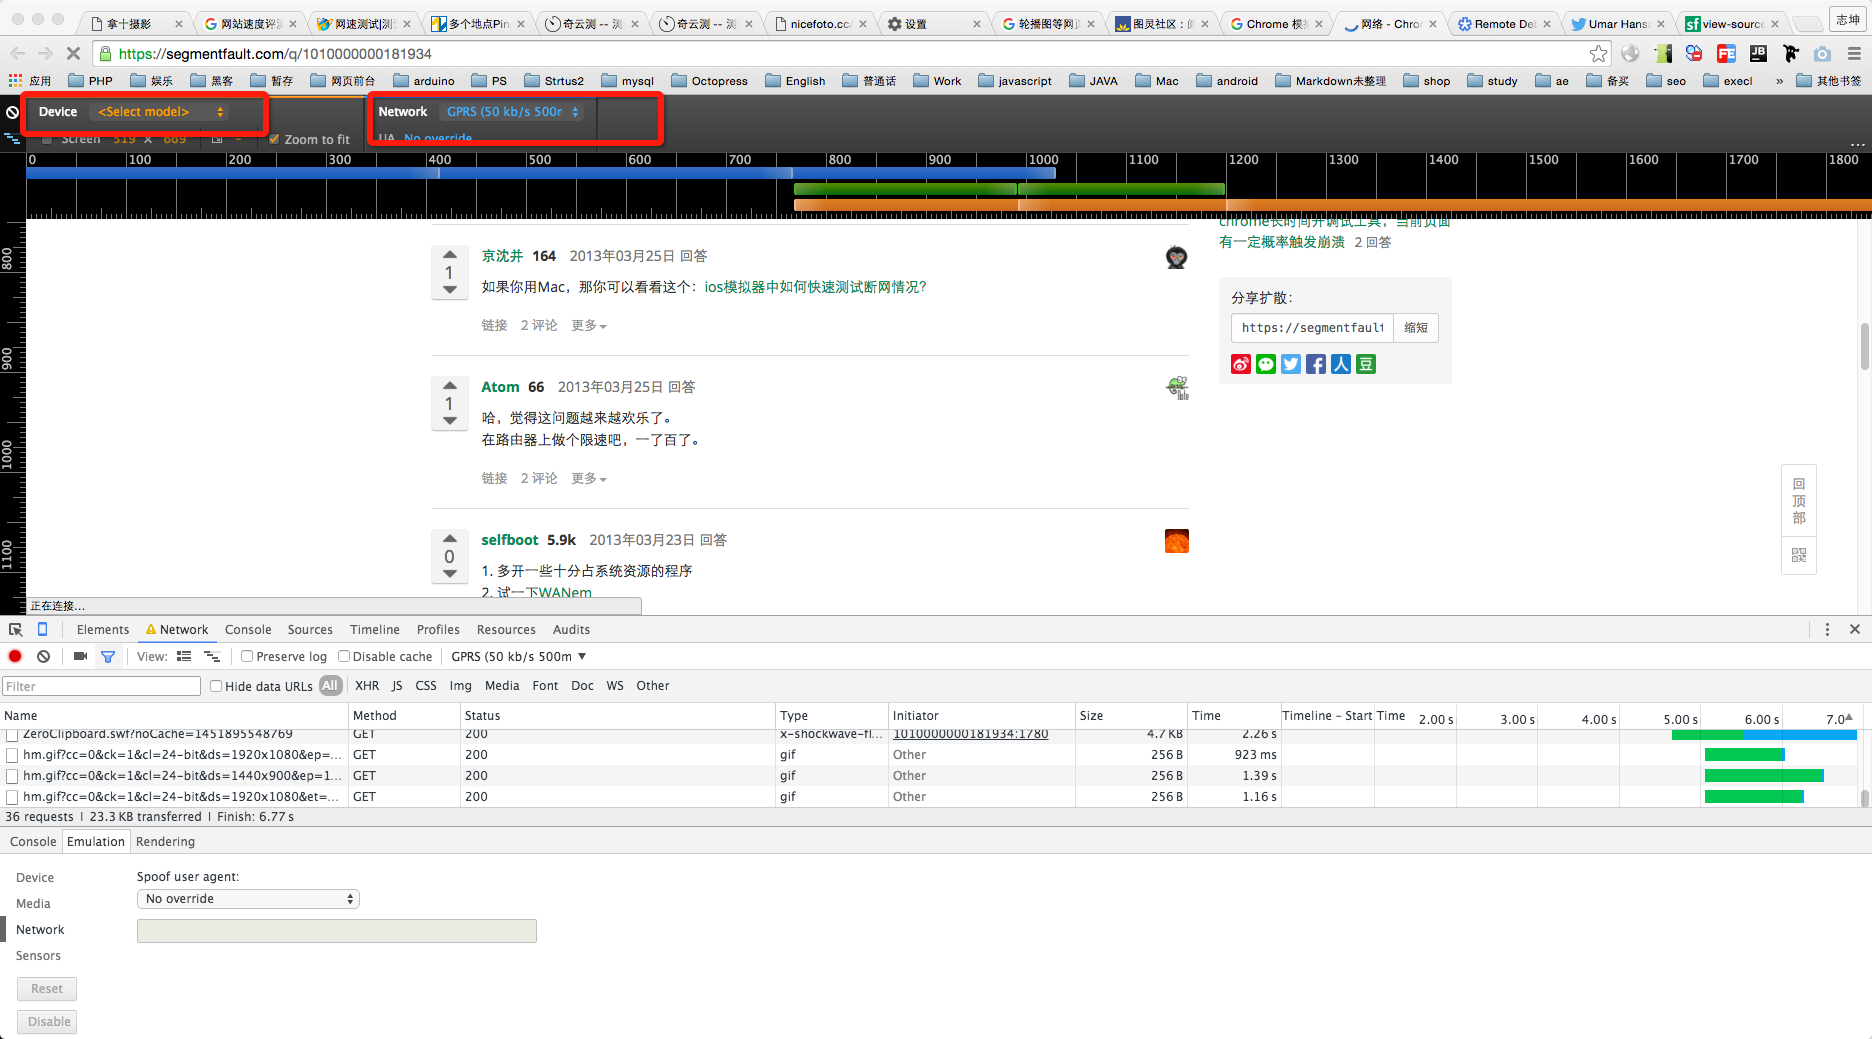 拿十摄影
网站速度评测
网速测试|测
多个地点Pin
奇云测 -- 测
奇云测 -- 测
nicefoto.cc/
设置
轮播图等网页
图灵社区：阅
Chrome 模拟
网络 - Chron
Remote Deb
Umar Hansa
view-source
志坤
https://segmentfault.com/q/1010000000181934
应用 PHP 娱乐 黑客 暂存 网页前台 arduino PS Strtus2 mysql Octopress English 普通话 Work javascript JAVA Mac android Markdown未整理 shop study ae 备买 seo execl » 其他书签
Device <Select model> Network GPRS (50 kb/s 500m
Screen 519 × 669 Zoom to fit UA No override ...
0 100 200 300 400 500 600 700 800 900 1000 1100 1200 1300 1400 1500 1600 1700 1800
800
900
1000
1100
chrome长时间开调试工具，当前页面
有一定概率触发崩溃 2 回答
1
京沈并 164 2013年03月25日 回答
如果你用Mac，那你可以看看这个：ios模拟器中如何快速测试断网情况?
链接 2 评论 更多
分享扩散：
https://segmentfault 缩短
人 豆
1
Atom 66 2013年03月25日 回答
哈，觉得这问题越来越欢乐了。
在路由器上做个限速吧，一了百了。
链接 2 评论 更多
回
顶
部
0
selfboot 5.9k 2013年03月23日 回答
1. 多开一些十分占系统资源的程序
2. 试一下WANem
正在连接...
Elements Network Console Sources Timeline Profiles Resources Audits
View: Preserve log Disable cache GPRS (50 kb/s 500m
Filter Hide data URLs All XHR JS CSS Img Media Font Doc WS Other
Name Method Status Type Initiator Size Time Timeline – Start Time 2.00 s 3.00 s 4.00 s 5.00 s 6.00 s 7.0
ZeroClipboard.swf?noCache=1451895548769 GET 200 x-shockwave-fl... 1010000000181934:1780 4.7 KB 2.26 s
hm.gif?cc=0&ck=1&cl=24-bit&ds=1920x1080&ep=... GET 200 gif Other 256 B 923 ms
hm.gif?cc=0&ck=1&cl=24-bit&ds=1440x900&ep=1... GET 200 gif Other 256 B 1.39 s
hm.gif?cc=0&ck=1&cl=24-bit&ds=1920x1080&et=... GET 200 gif Other 256 B 1.16 s
36 requests | 23.3 KB transferred | Finish: 6.77 s
Console Emulation Rendering
Device
Spoof user agent:
Media
No override
Network
Sensors
Reset
Disable